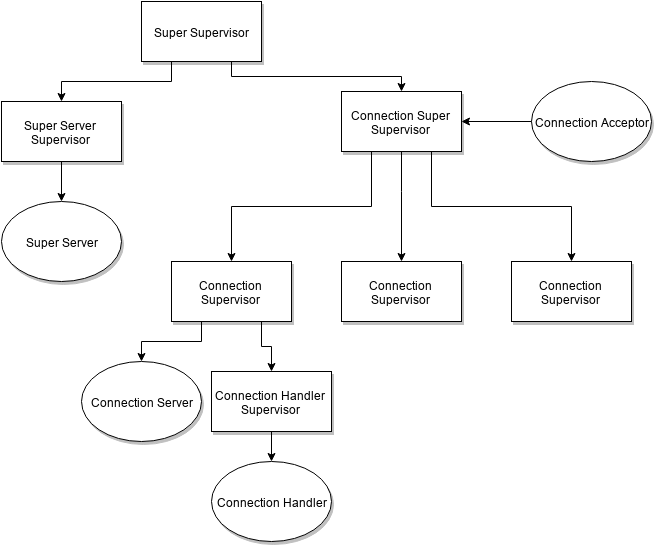 Super Supervisor
Super Server
Supervisor
Connection Super
Supervisor
Connection Acceptor
Super Server
Connection
Supervisor
Connection
Supervisor
Connection
Supervisor
Connection Server
Connection Handler
Supervisor
Connection Handler